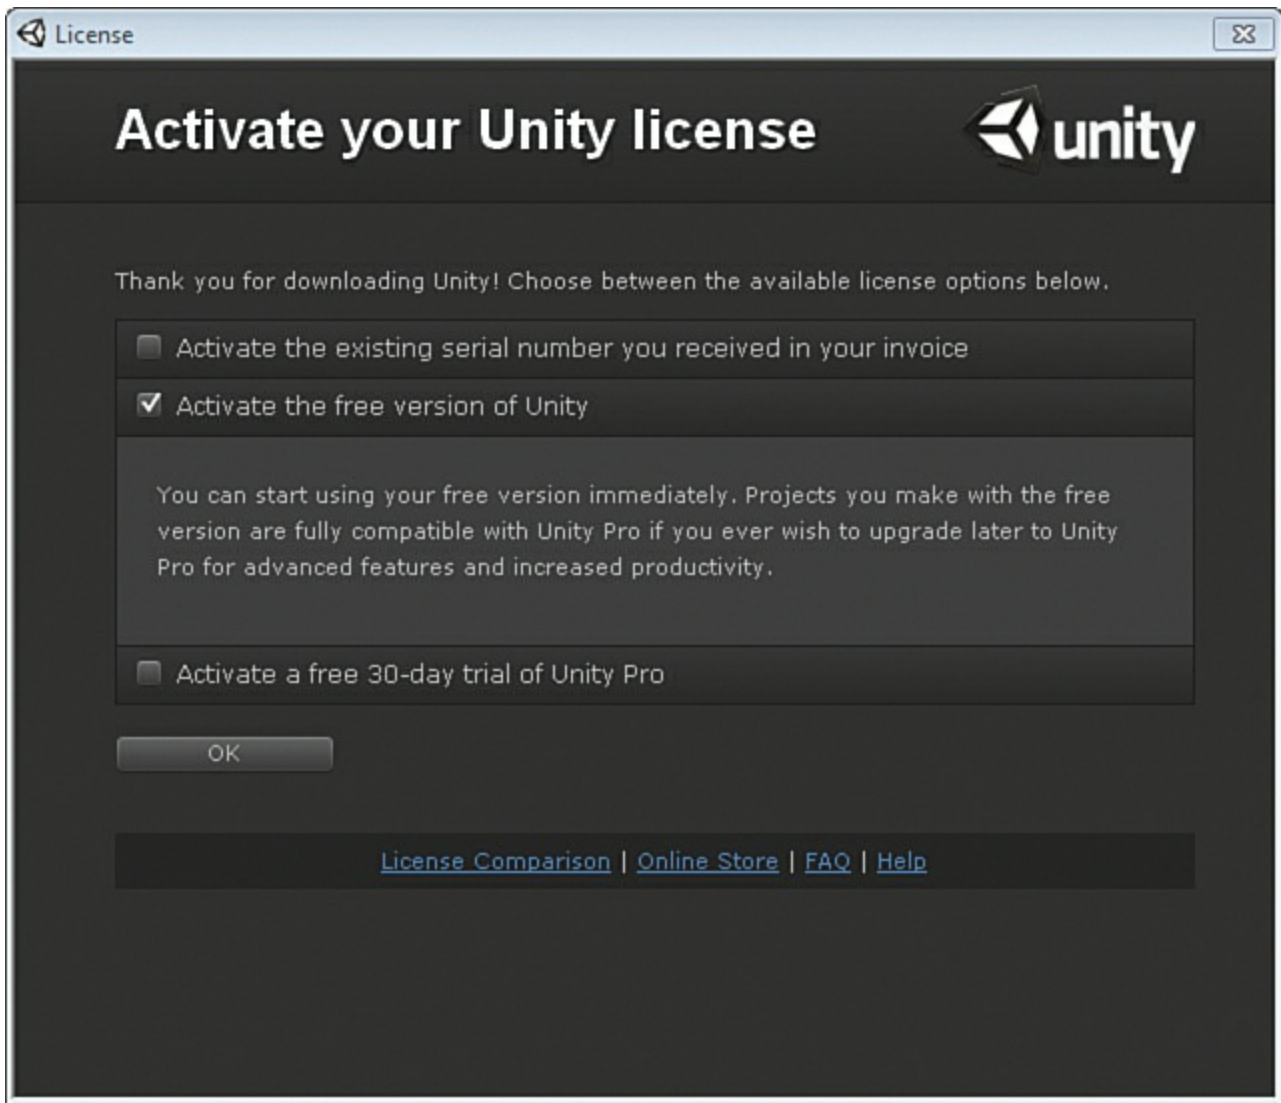 License
Activate your Unity license
unity
Thank you for downloading Unity! Choose between the available license options below.
Activate the existing serial number you received in your invoice
Activate the free version of Unity
You can start using your free version immediately. Projects you make with the free
version are fully compatible with Unity Pro if you ever wish to upgrade later to Unity
Pro for advanced features and increased productivity.
Activate a free 30-day trial of Unity Pro
OK
License Comparison | Online Store | FAQ | Help